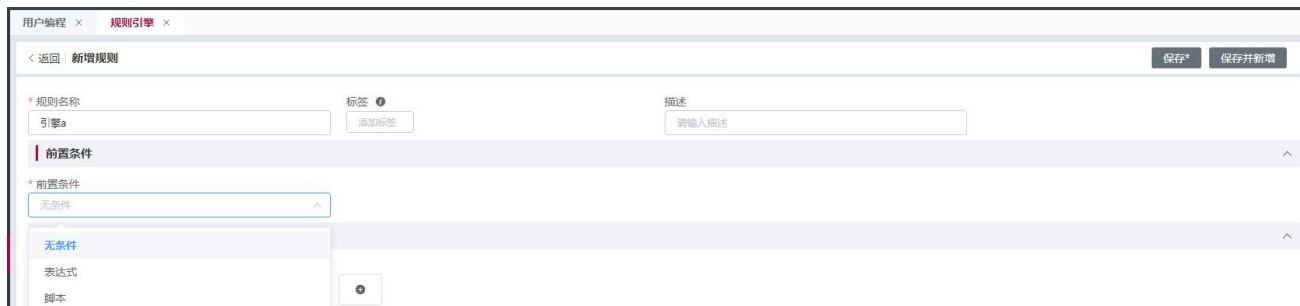 用户编程 × 规则引擎 ×
< 返回 | 新增规则 保存* 保存并新增
* 规则名称 标签 描述
引擎a 添加标签 请输入描述
前置条件
* 前置条件
无条件
无条件
表达式
脚本